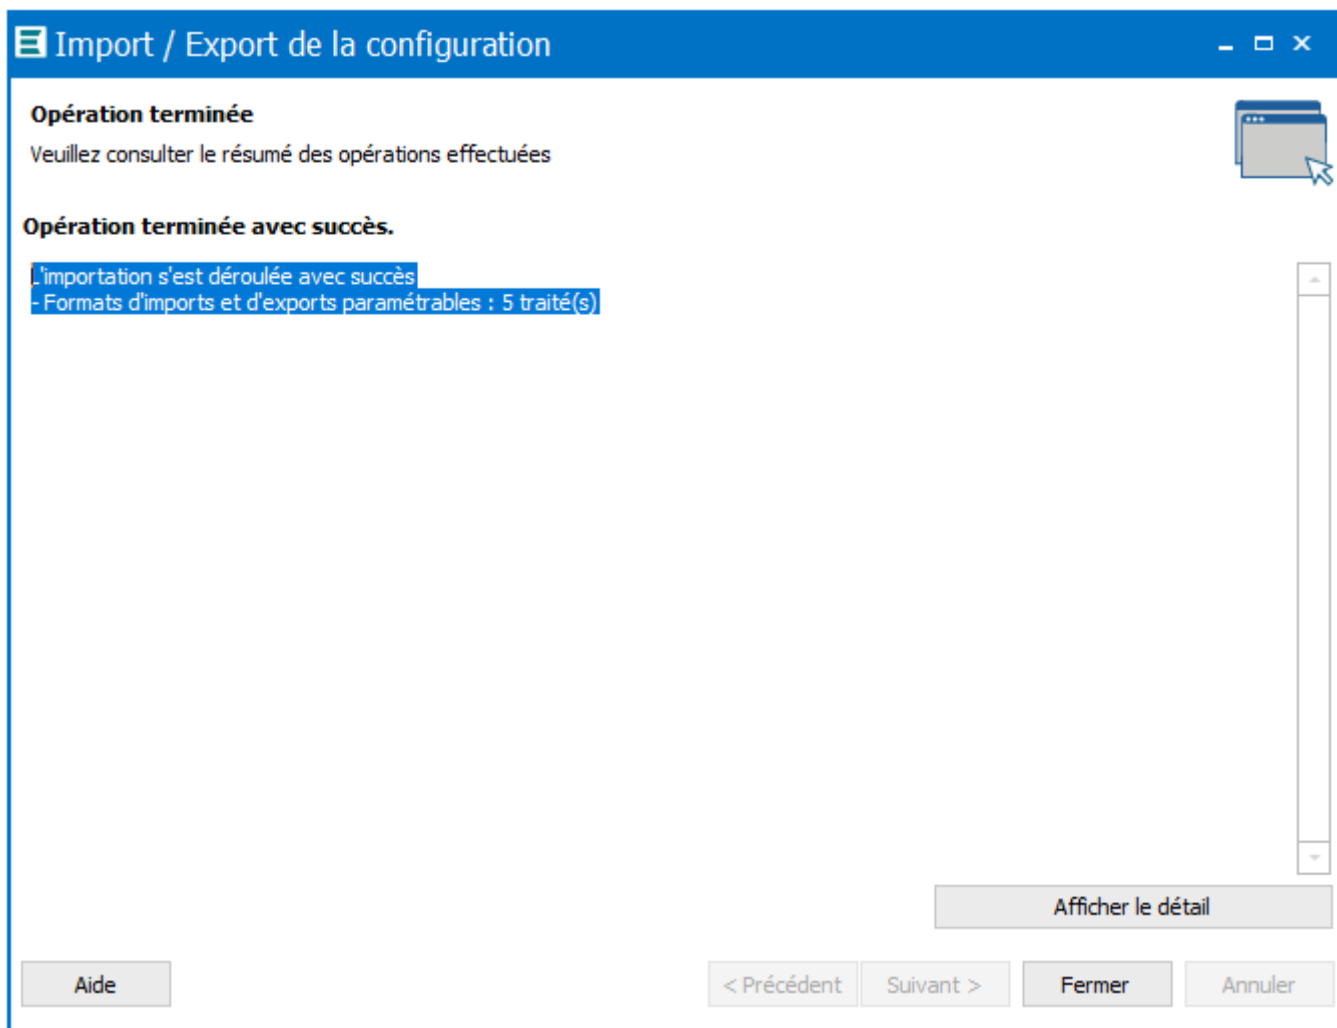 Import / Export de la configuration
Opération terminée
Veuillez consulter le résumé des opérations effectuées
Opération terminée avec succès.
L'importation s'est déroulée avec succès
- Formats d'imports et d'exports paramétrables : 5 traité(s)
Afficher le détail
Aide
< Précédent
Suivant >
Fermer
Annuler